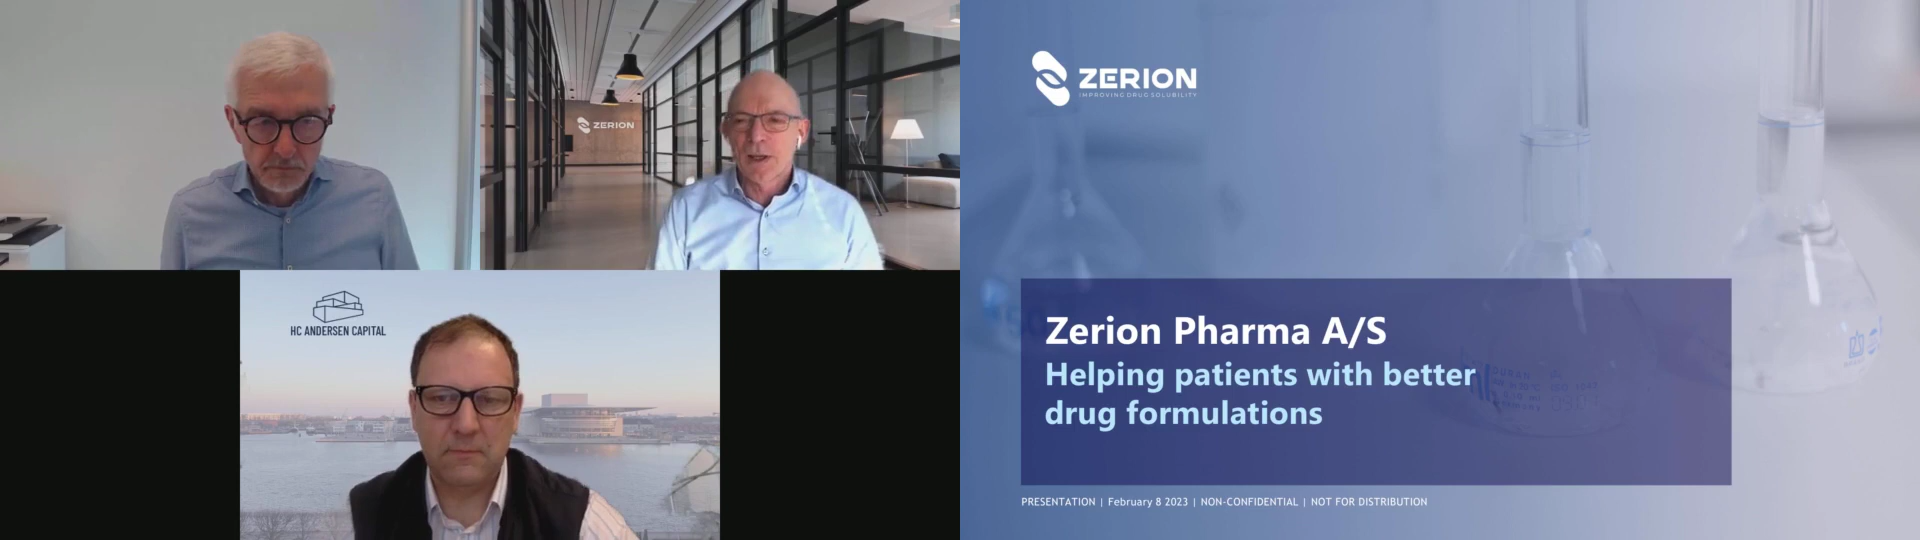 ZERION
HC ANDERSEN CAPITAL
ZERION
IMPROVING DRUG SOLUBILITY
Zerion Pharma A/S
Helping patients with better
drug formulations
PRESENTATION | February 8 2023 | NON-CONFIDENTIAL | NOT FOR DISTRIBUTION